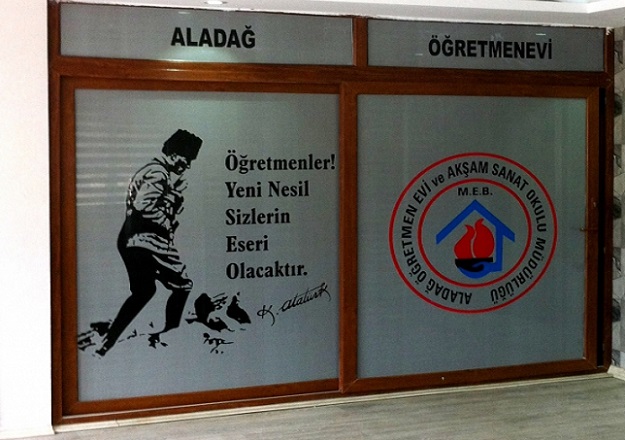 ALADAĞ
ÖĞRETMENEVİ
Öğretmenler!
Yeni Nesil
Sizlerin
Eseri
Olacaktır.
K. Atatürk
ALADAĞ ÖĞRETMEN EVİ ve AKŞAM SANAT OKULU MÜDÜRLÜĞÜ
M.E.B.